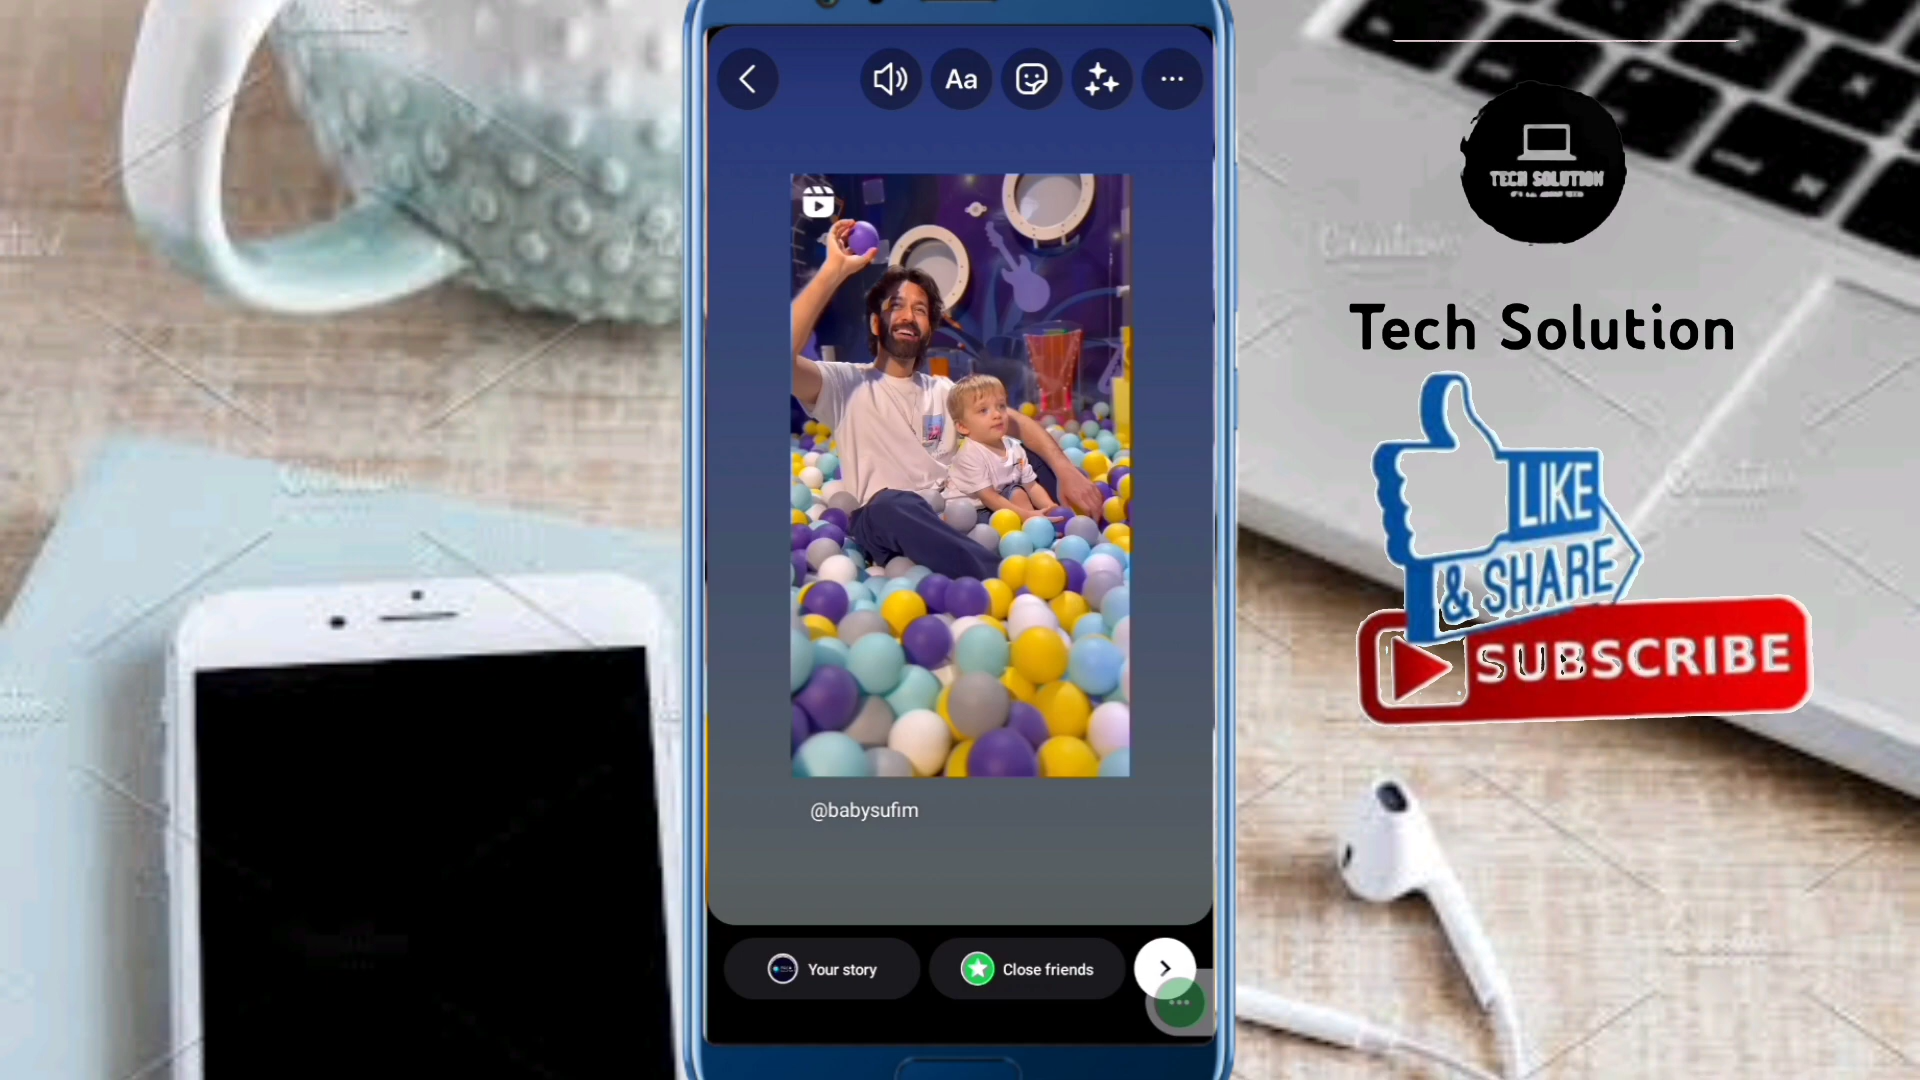 Aa
@babysufim
Your story
Close friends
TECH SOLUTION
Tech Solution
LIKE
& SHARE
SUBSCRIBE